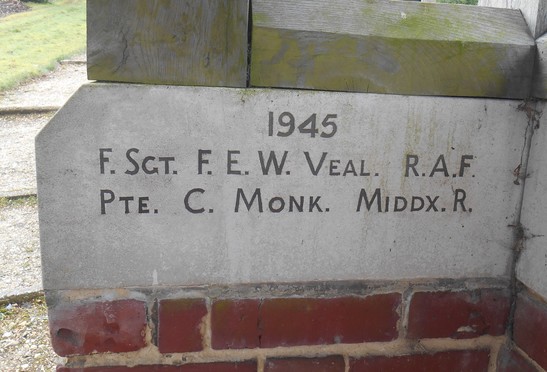 1945
F. SGT. F. E. W. VEAL. R.A.F.
PTE. C. MONK. MIDDX. R.